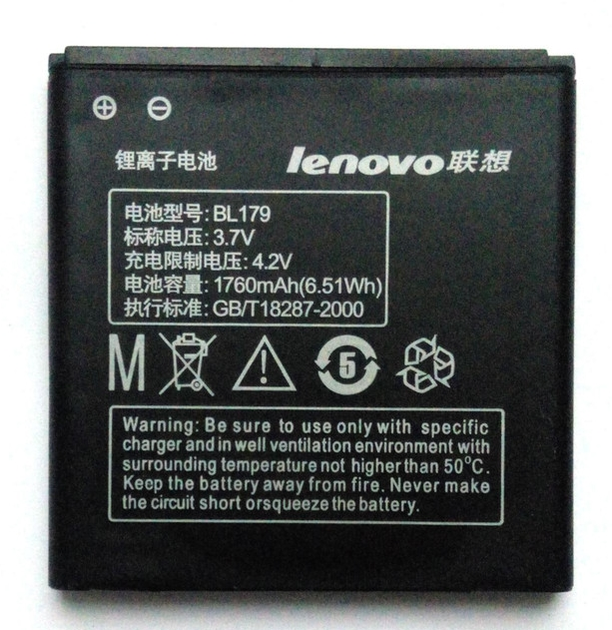 锂离子电池
lenovo联想
电池型号:BL179
标称电压:3.7V
充电限制电压:4.2V
电池容量:1760mAh(6.51Wh)
执行标准:GB/T18287-2000
M
5
Warning: Be sure to use only with specific
charger and in well ventilation environment with
surrounding temperature not higher than 50°C.
Keep the battery away from fire. Never make
the circuit short orsqueeze the battery.